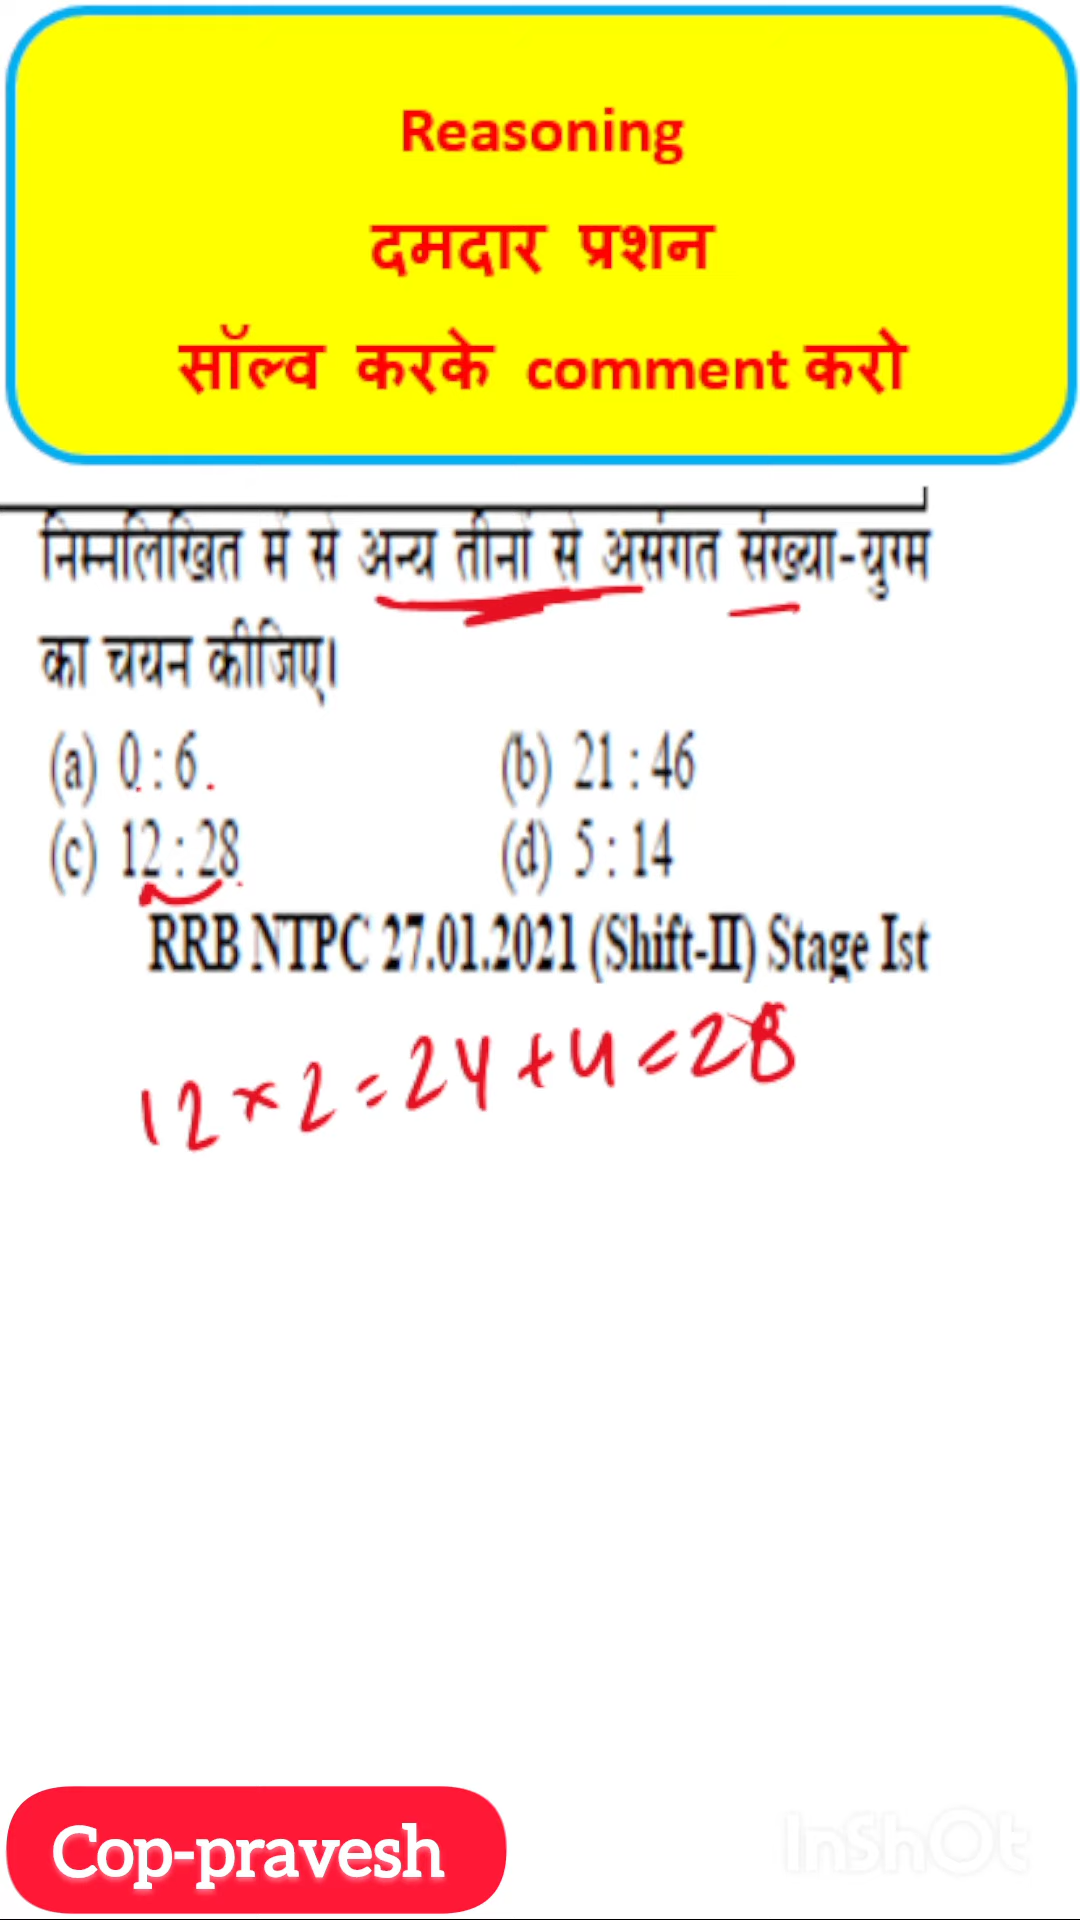 Reasoning
दमदार प्रशन
सॉल्व करके comment करो
निम्नलिखित में से अन्य तीनों से असंगत संख्या-युग्म
का चयन कीजिए।
(a) 0 : 6 (b) 21 : 46
(c) 12 : 28 (d) 5 : 14
RRB NTPC 27.01.2021 (Shift-II) Stage Ist
12 × 2 = 24 + 4 = 28
Cop-pravesh
InShOt